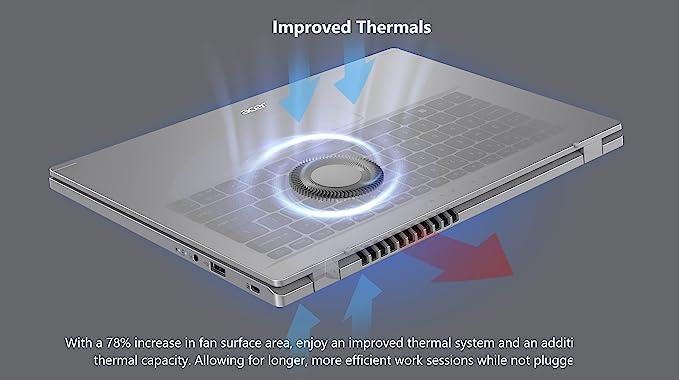 Improved Thermals
acer
With a 78% increase in fan surface area, enjoy an improved thermal system and an additi
thermal capacity. Allowing for longer, more efficient work sessions while not plugge